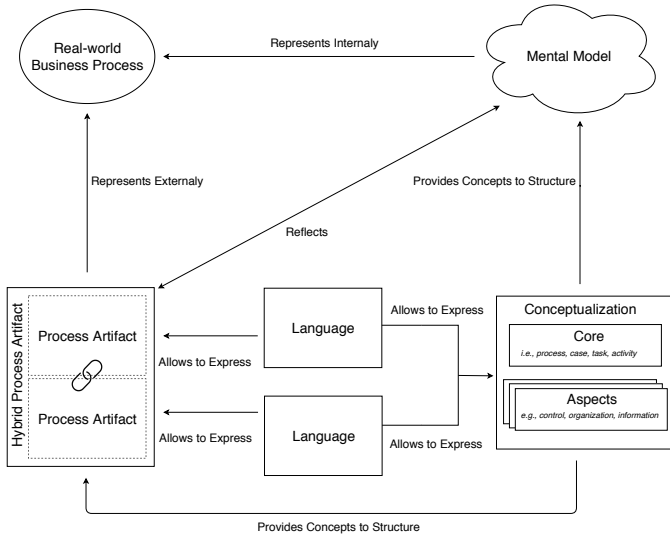 Real-world
Business Process
Represents Internaly
Mental Model
Represents Externaly
Provides Concepts to Structure
Reflects
Hybrid Process Artifact
Process Artifact
Process Artifact
Allows to Express
Language
Allows to Express
Allows to Express
Language
Allows to Express
Conceptualization
Core
i.e., process, case, task, activity
Aspects
e.g., control, organization, information
Provides Concepts to Structure